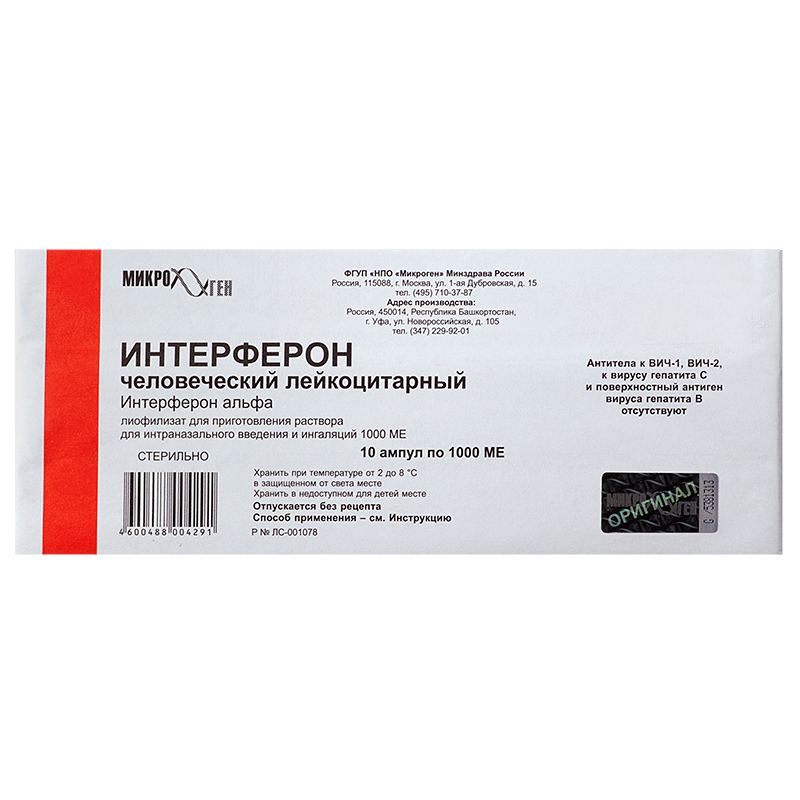 МИКРОГЕН
ФГУП «НПО «Микроген» Минздрава России
Россия, 115088, г. Москва, ул. 1-ая Дубровская, д. 15
тел. (495) 710-37-87
Адрес производства:
Россия, 450014, Республика Башкортостан,
г. Уфа, ул. Новороссийская, д. 105
тел. (347) 229-92-01
ИНТЕРФЕРОН
человеческий лейкоцитарный
Интерферон альфа
лиофилизат для приготовления раствора
для интраназального введения и ингаляций 1000 МЕ
Антитела к ВИЧ-1, ВИЧ-2,
к вирусу гепатита С
и поверхностный антиген
вируса гепатита В
отсутствуют
СТЕРИЛЬНО
10 ампул по 1000 МЕ
Хранить при температуре от 2 до 8 °С
в защищенном от света месте
Хранить в недоступном для детей месте
Отпускается без рецепта
Способ применения – см. Инструкцию
Р № ЛС-001078
4600488004291
МИКРОГЕН
ОРИГИНАЛ
G /5381313